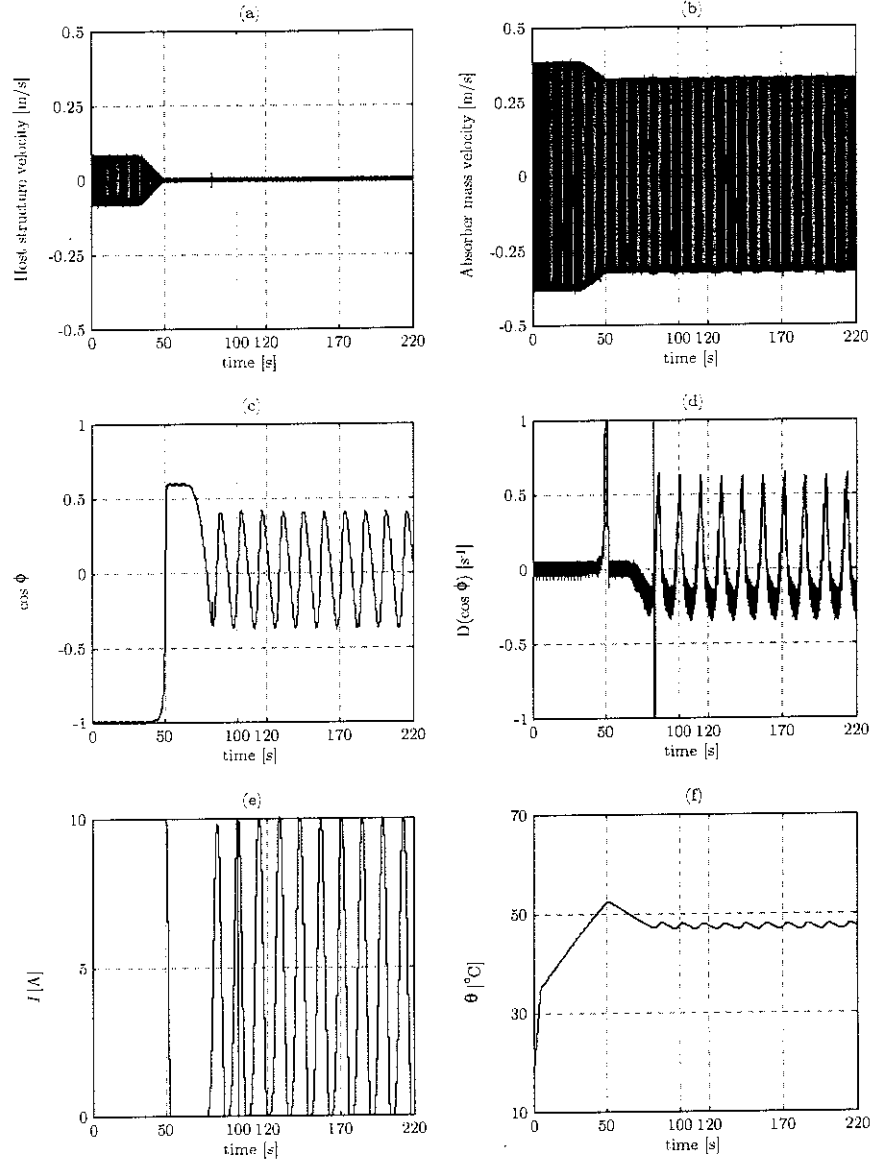 (a)
Host structure velocity [m/s]
0.5
0.25
0
-0.25
-0.5
0 50 100 120 170 220
time [s]
(b)
Absorber mass velocity [m/s]
0.5
0.25
0
-0.25
-0.5
0 50 100 120 170 220
time [s]
(c)
cos ϕ
1
0.5
0
-0.5
-1
0 50 100 120 170 220
time [s]
(d)
D(cos ϕ) [s⁻¹]
1
0.5
0
-0.5
-1
0 50 100 120 170 220
time [s]
(e)
I [A]
10
5
0
0 50 100 120 170 220
time [s]
(f)
θ [°C]
70
50
30
10
0 50 100 120 170 220
time [s]